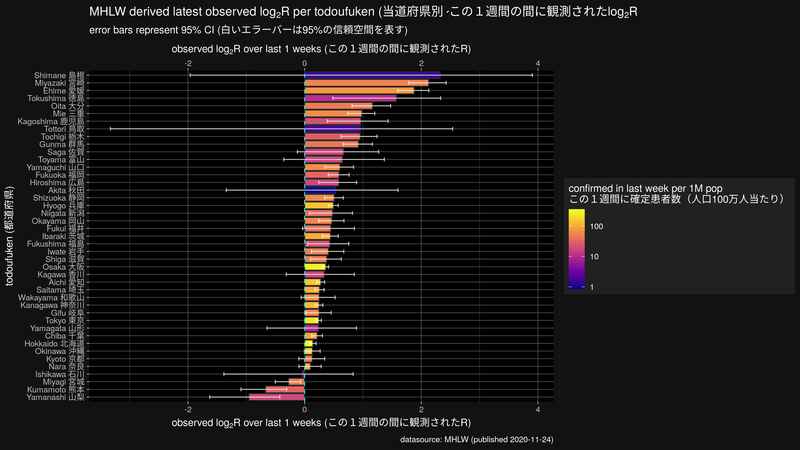 MHLW derived latest observed log2R per todoufuken (当道府県別 -この１週間の間に観測されたlog2R
error bars represent 95% CI (白いエラーバーは95%の信頼空間を表す)
observed log2R over last 1 weeks (この１週間の間に観測されたR)
-2 0 2 4
todoufuken (都道府県)
Shimane 島根
Miyazaki 宮崎
Ehime 愛媛
Tokushima 徳島
Oita 大分
Mie 三重
Kagoshima 鹿児島
Tottori 鳥取
Tochigi 栃木
Gunma 群馬
Saga 佐賀
Toyama 富山
Yamaguchi 山口
Fukuoka 福岡
Hiroshima 広島
Akita 秋田
Shizuoka 静岡
Hyogo 兵庫
Niigata 新潟
Okayama 岡山
Fukui 福井
Ibaraki 茨城
Fukushima 福島
Iwate 岩手
Shiga 滋賀
Osaka 大阪
Kagawa 香川
Aichi 愛知
Saitama 埼玉
Wakayama 和歌山
Kanagawa 神奈川
Gifu 岐阜
Tokyo 東京
Yamagata 山形
Chiba 千葉
Hokkaido 北海道
Okinawa 沖縄
Kyoto 京都
Nara 奈良
Ishikawa 石川
Miyagi 宮城
Kumamoto 熊本
Yamanashi 山梨
-2 0 2 4
observed log2R over last 1 weeks (この１週間の間に観測されたR)
confirmed in last week per 1M pop
この１週間に確定患者数（人口100万人当たり）
100
10
1
datasource: MHLW (published 2020-11-24)